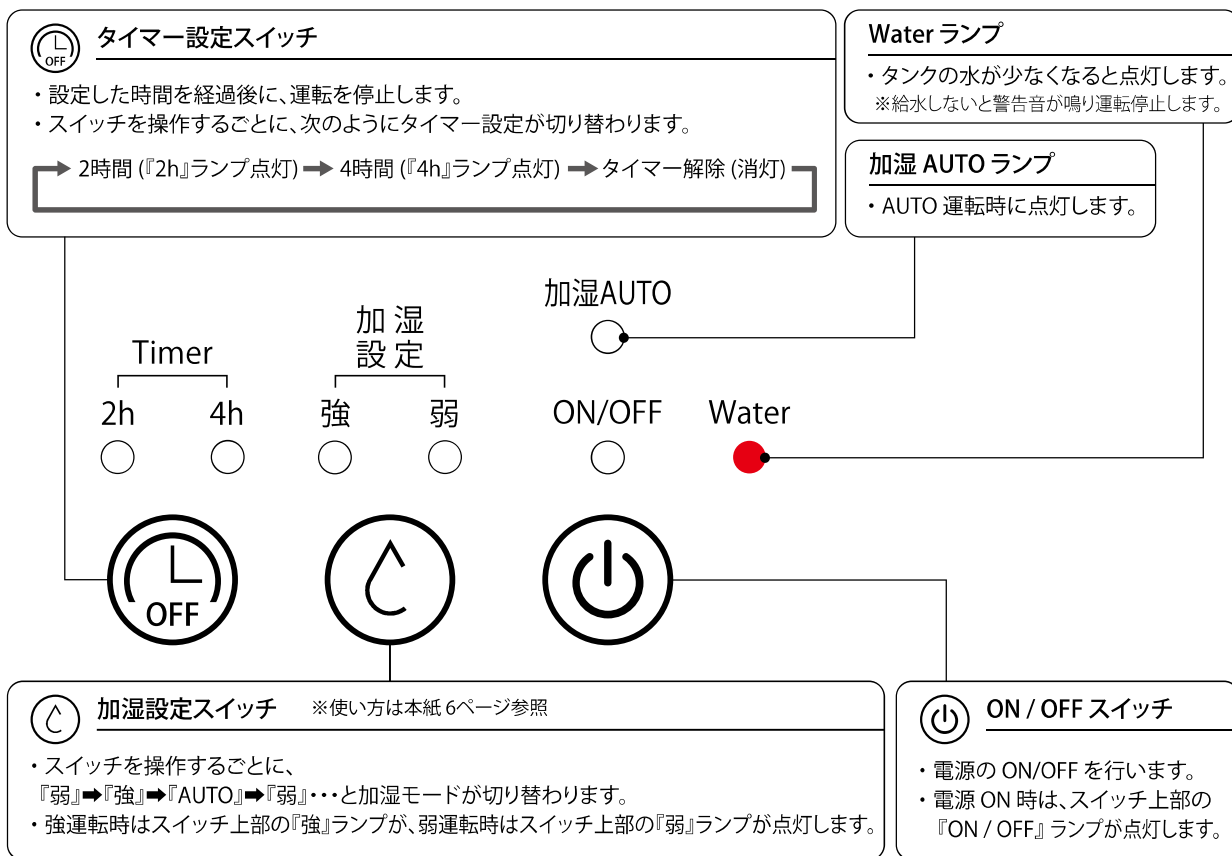 OFF
タイマー設定スイッチ
・設定した時間を経過後に、運転を停止します。
・スイッチを操作するごとに、次のようにタイマー設定が切り替わります。
➡ 2時間 (『2h』ランプ点灯) ➡ 4時間 (『4h』ランプ点灯) ➡ タイマー解除 (消灯)
Water ランプ
・タンクの水が少なくなると点灯します。
※給水しないと警告音が鳴り運転停止します。
加湿 AUTO ランプ
・AUTO 運転時に点灯します。
加湿AUTO
Timer
加 湿
設 定
2h 4h 強 弱 ON/OFF Water
OFF
加湿設定スイッチ ※使い方は本紙 6ページ参照
・スイッチを操作するごとに、
『弱』➡『強』➡『AUTO』➡『弱』・・・と加湿モードが切り替わります。
・強運転時はスイッチ上部の『強』ランプが、弱運転時はスイッチ上部の『弱』ランプが点灯します。
ON / OFF スイッチ
・電源の ON/OFF を行います。
・電源 ON 時は、スイッチ上部の
『ON / OFF』ランプが点灯します。